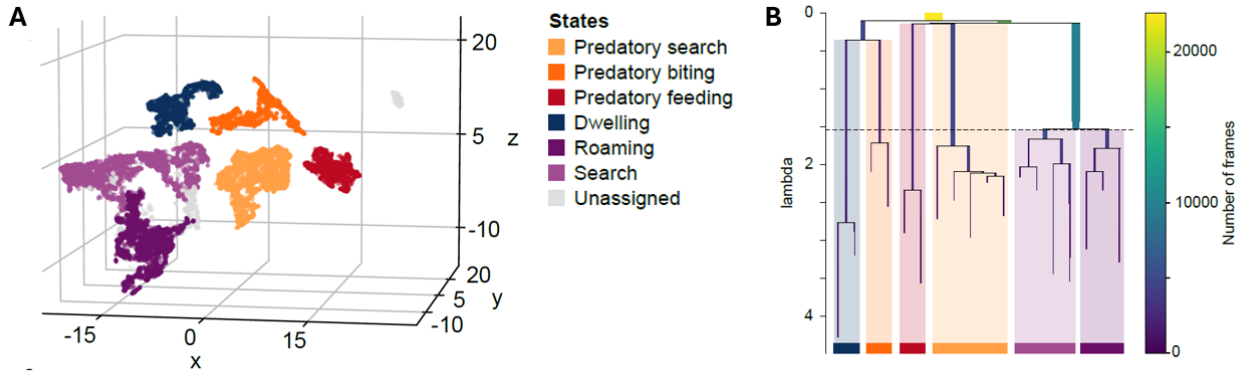 A
States
Predatory search
Predatory biting
Predatory feeding
Dwelling
Roaming
Search
Unassigned
20
5
z
-10
20
5
y
-10
-15
0
15
x
B
0
2
4
lambda
20000
10000
0
Number of frames